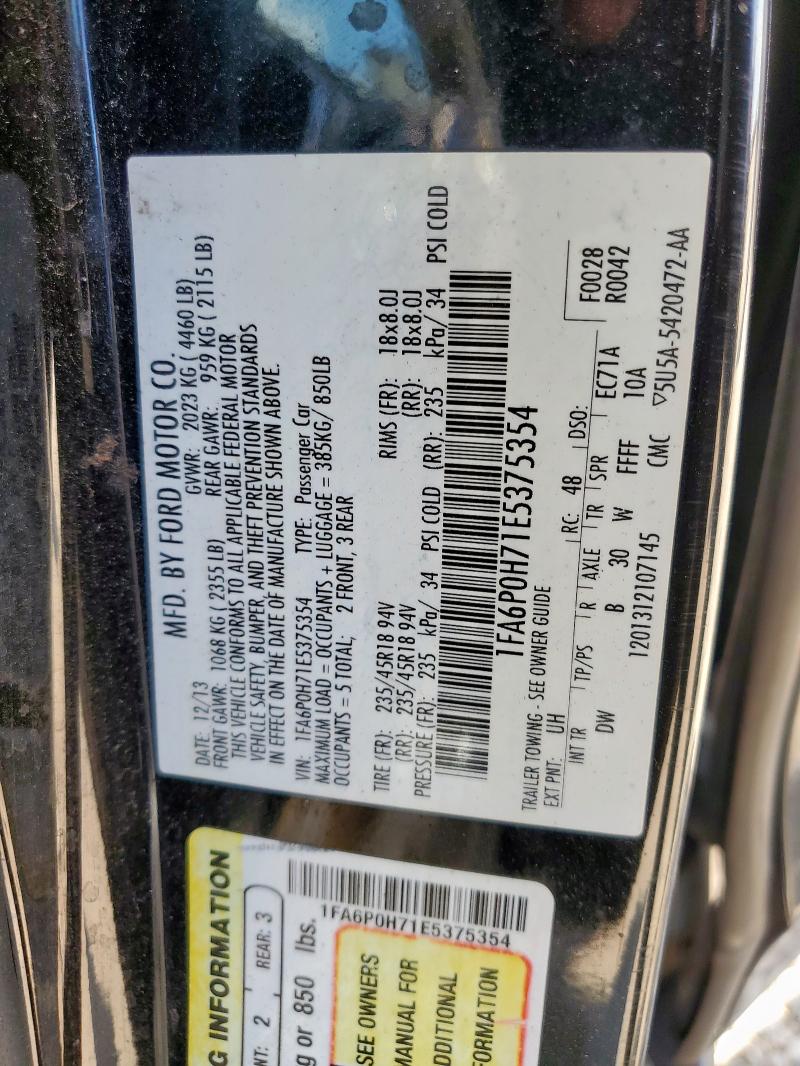 MFD. BY FORD MOTOR CO.
DATE: 12/13 GVWR: 2023 KG ( 4460 LB)
FRONT GAWR: 1068 KG ( 2355 LB) REAR GAWR: 959 KG ( 2115 LB)
THIS VEHICLE CONFORMS TO ALL APPLICABLE FEDERAL MOTOR
VEHICLE SAFETY, BUMPER, AND THEFT PREVENTION STANDARDS
IN EFFECT ON THE DATE OF MANUFACTURE SHOWN ABOVE.
VIN: 1FA6P0H71E5375354 TYPE: Passenger Car
MAXIMUM LOAD = OCCUPANTS + LUGGAGE = 385KG/ 850LB
OCCUPANTS = 5 TOTAL; 2 FRONT, 3 REAR
TIRE (FR): 235/45R18 94V RIMS (FR): 18x8.0J
(RR): 235/45R18 94V (RR): 18x8.0J
PRESSURE (FR): 235 kPa/ 34 PSI COLD (RR): 235 kPa/ 34 PSI COLD
1FA6P0H71E5375354
TRAILER TOWING - SEE OWNER GUIDE
EXT PNT: UH RC: 48 DSO: F0028
R0042
INT TR TP/PS R AXLE TR SPR EC71A
DW B 30 W FFFF 10A
1201312107145 CMC ▽5U5A-5420472-AA
G INFORMATION
NT: 2 REAR: 3
g or 850 lbs.
1FA6P0H71E5375354
SEE OWNERS
MANUAL FOR
DDITIONAL
FORMATION